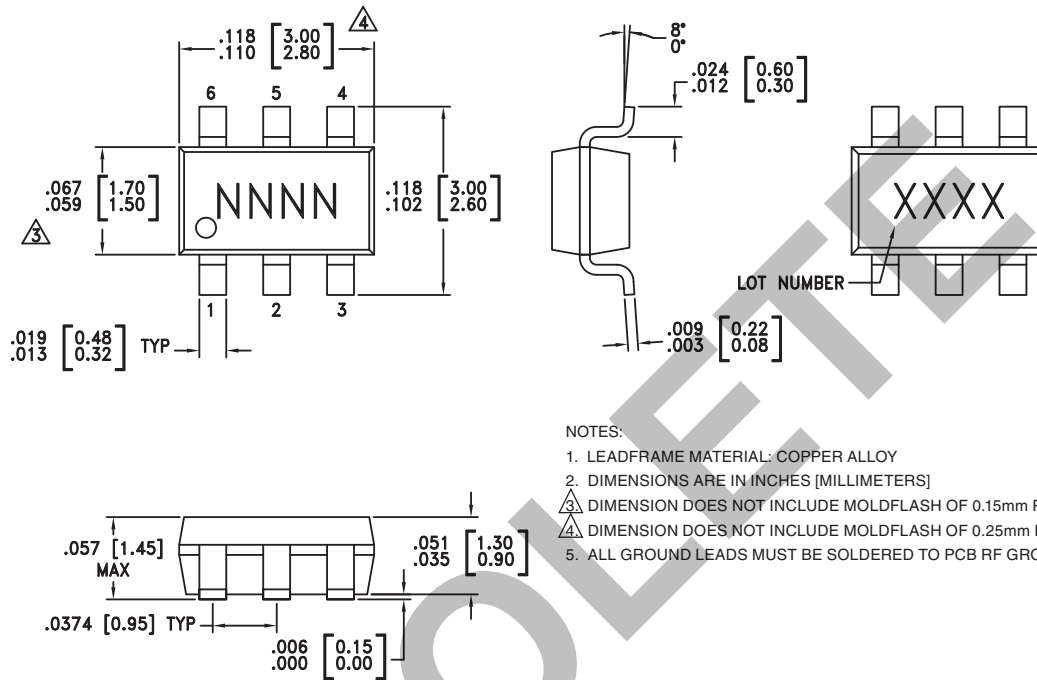 .118 [3.00]
.110 [2.80]
4
6 5 4
.067 [1.70]
.059 [1.50]
3
NNNN
.118 [3.00]
.102 [2.60]
1 2 3
.019 [0.48] TYP
.013 [0.32]
8°
0°
.024 [0.60]
.012 [0.30]
.009 [0.22]
.003 [0.08]
XXXX
LOT NUMBER
.057 [1.45]
MAX
.051 [1.30]
.035 [0.90]
.0374 [0.95] TYP
.006 [0.15]
.000 [0.00]
NOTES:
1. LEADFRAME MATERIAL: COPPER ALLOY
2. DIMENSIONS ARE IN INCHES [MILLIMETERS]
3. DIMENSION DOES NOT INCLUDE MOLDFLASH OF 0.15mm
4. DIMENSION DOES NOT INCLUDE MOLDFLASH OF 0.25mm
5. ALL GROUND LEADS MUST BE SOLDERED TO PCB RF
OLETE